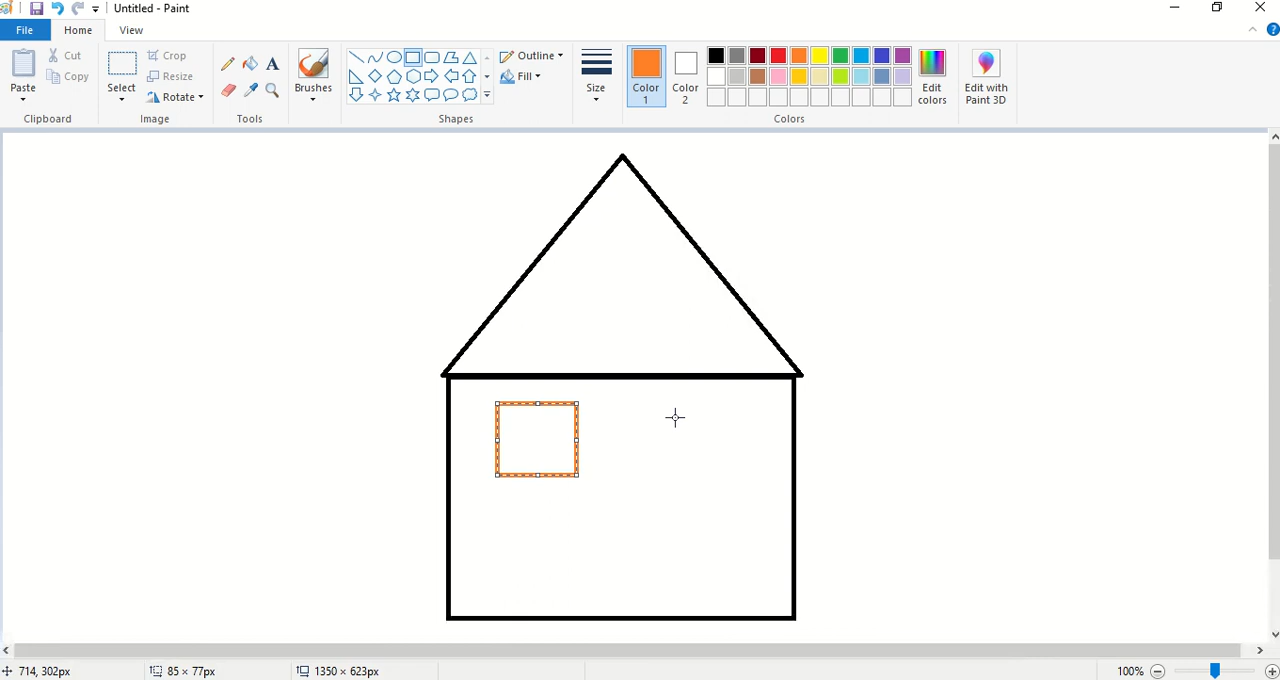 Untitled - Paint
File Home View
Paste
Cut
Copy
Clipboard
Select
Crop
Resize
Rotate
Image
A
Tools
Brushes
Outline
Fill
Shapes
Size
Color 1
Color 2
Edit colors
Colors
Edit with Paint 3D
714, 302px
85 × 77px
1350 × 623px
100%